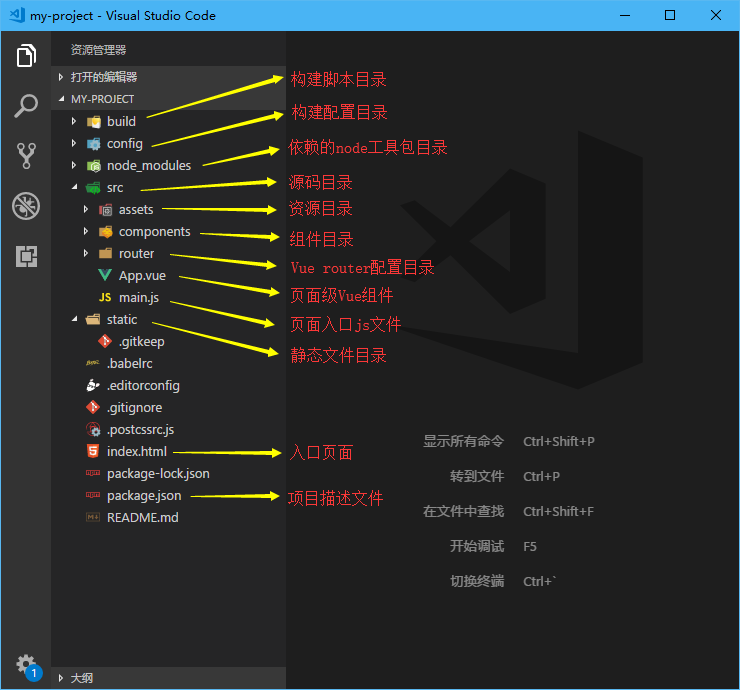 my-project - Visual Studio Code
资源管理器
打开的编辑器
MY-PROJECT
build 构建脚本目录
config 构建配置目录
node_modules 依赖的node工具包目录
src 源码目录
assets 资源目录
components 组件目录
router Vue router配置目录
App.vue 页面级Vue组件
JS main.js 页面入口js文件
static 静态文件目录
.gitkeep
.babelrc
.editorconfig
.gitignore
.postcssrc.js
index.html 入口页面
package-lock.json
package.json 项目描述文件
README.md
显示所有命令 Ctrl+Shift+P
转到文件 Ctrl+P
在文件中查找 Ctrl+Shift+F
开始调试 F5
切换终端 Ctrl+`
1
大纲